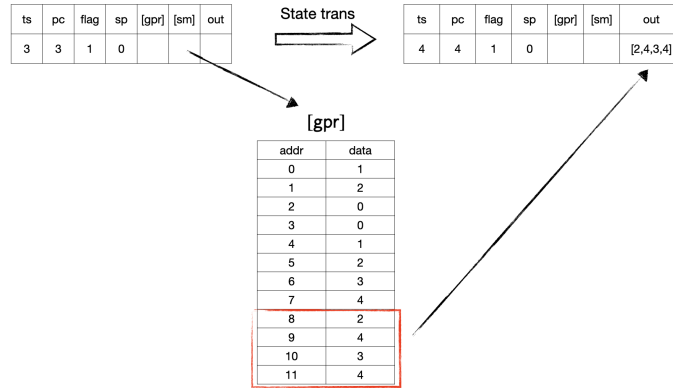 State trans
ts pc flag sp [gpr] [sm] out
3 3 1 0
ts pc flag sp [gpr] [sm] out
4 4 1 0 [2,4,3,4]
[gpr]
addr data
0 1
1 2
2 0
3 0
4 1
5 2
6 3
7 4
8 2
9 4
10 3
11 4